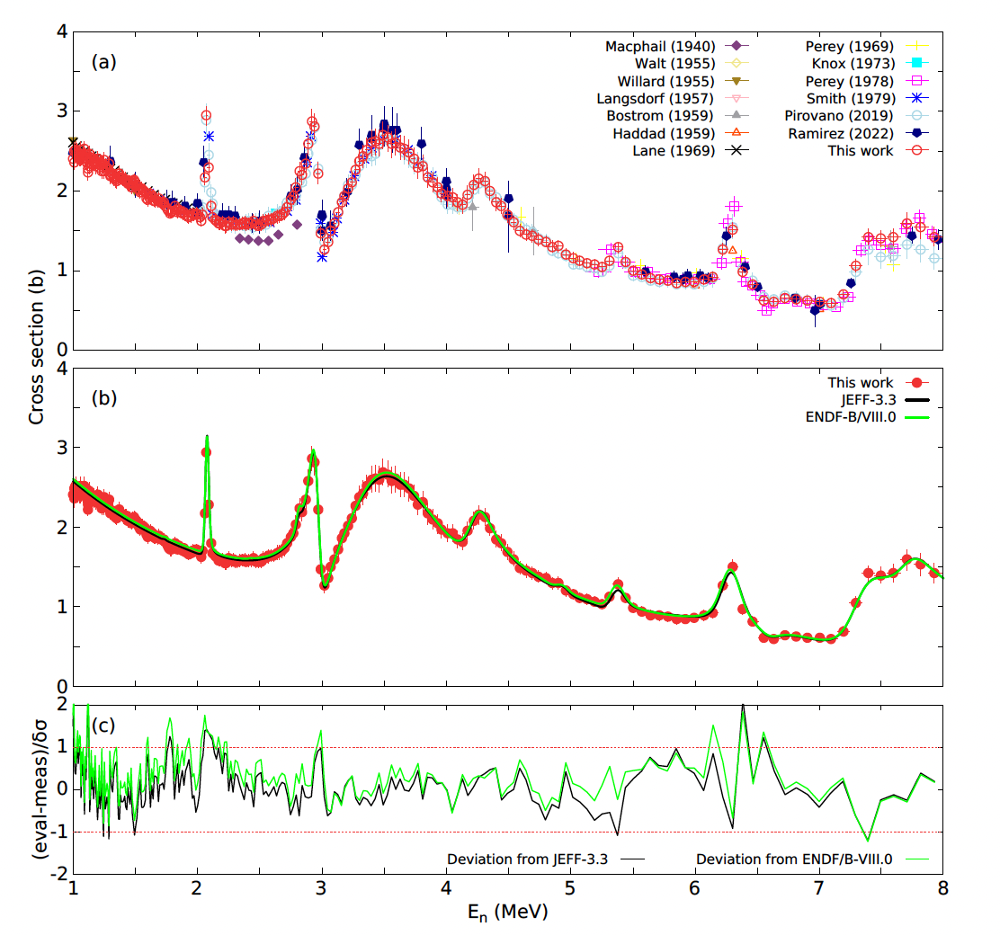 4
3
2
1
0
(a)
Macphail (1940)
Walt (1955)
Willard (1955)
Langsdorf (1957)
Bostrom (1959)
Haddad (1959)
Lane (1969)
Perey (1969)
Knox (1973)
Perey (1978)
Smith (1979)
Pirovano (2019)
Ramirez (2022)
This work
Cross section (b)
4
3
2
1
0
(b)
This work
JEFF-3.3
ENDF-B/VIII.0
(eval-meas)/δσ
2
1
0
-1
-2
(c)
Deviation from JEFF-3.3
Deviation from ENDF/B-VIII.0
1 2 3 4 5 6 7 8
En (MeV)